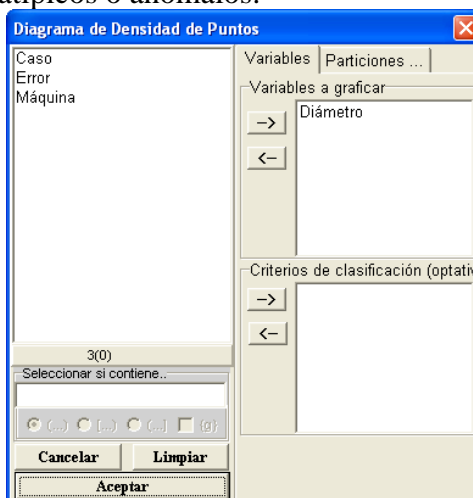 atípicos o anómalos.
Diagrama de Densidad de Puntos
Caso
Error
Máquina
3(0)
Seleccionar si contiene..
(...) [...) (...] {g}
Cancelar Limpiar
Aceptar
Variables Particiones ...
Variables a graficar
-->
<--
Diámetro
Criterios de clasificación (optativ
-->
<--